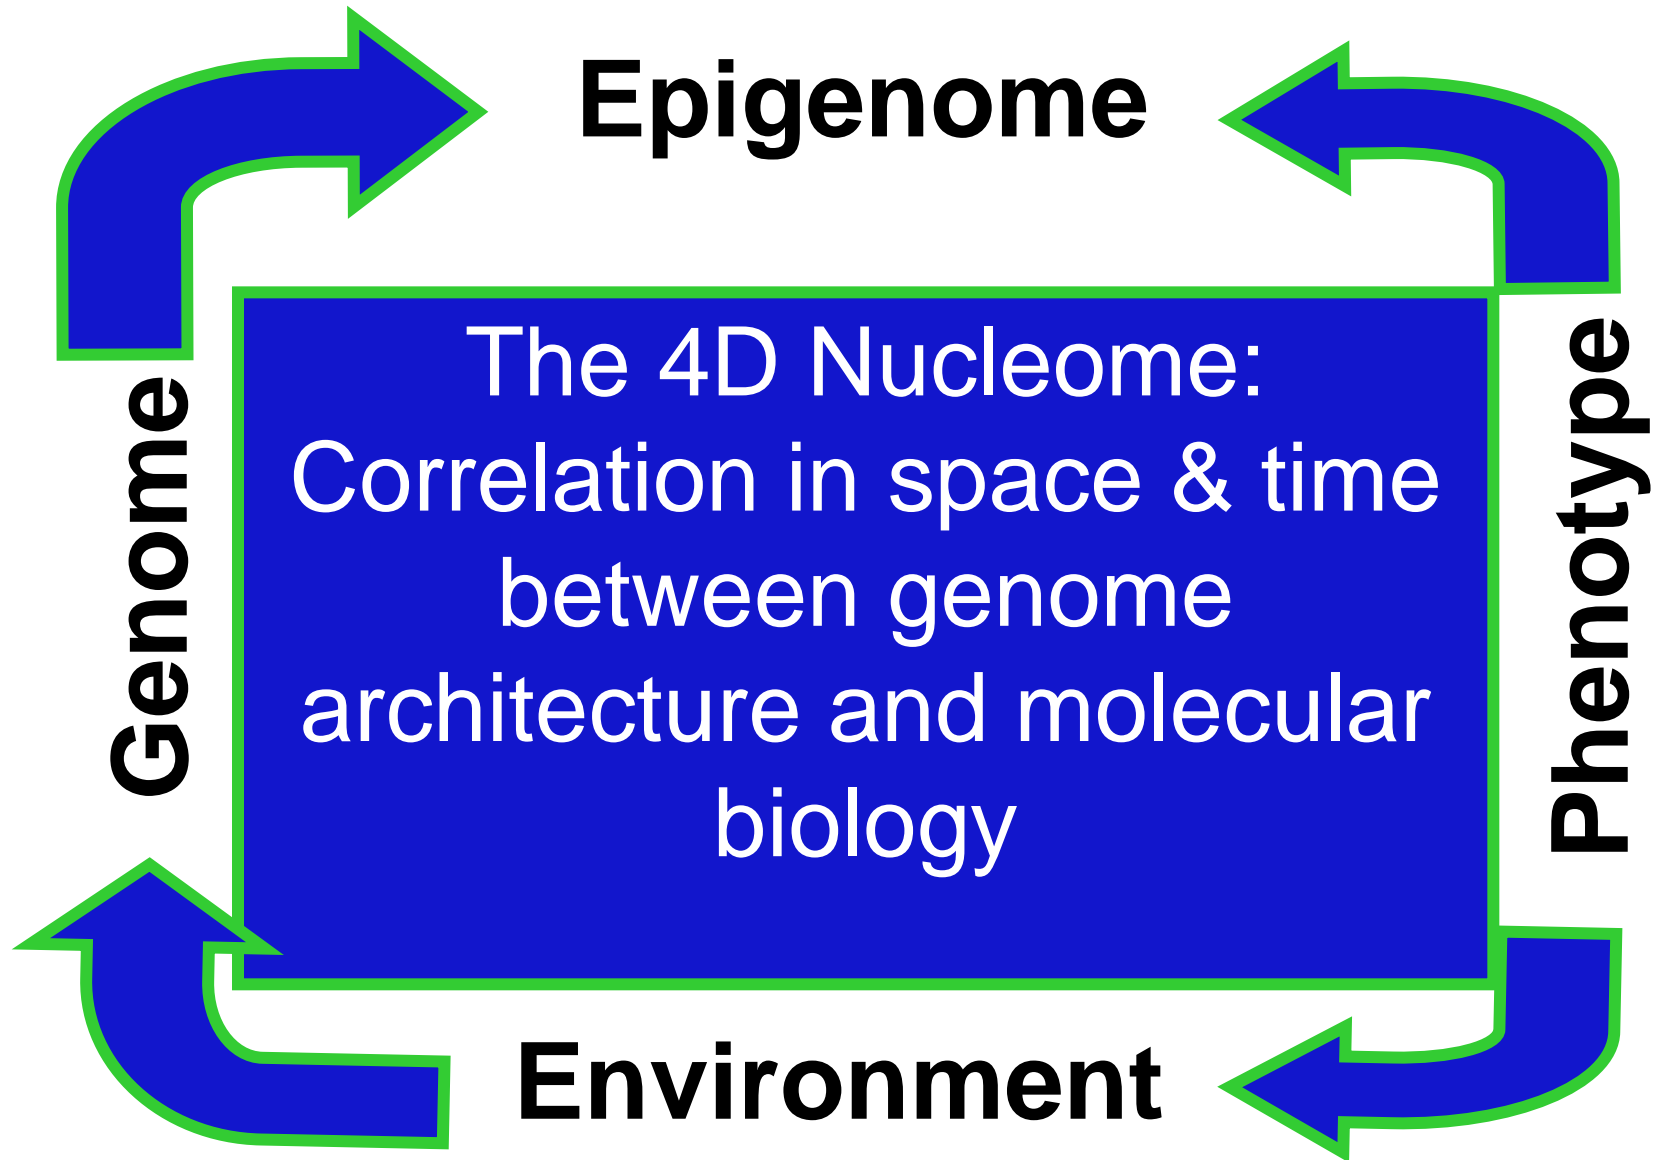 Epigenome
Genome
The 4D Nucleome:
Correlation in space & time
between genome
architecture and molecular
biology
Phenotype
Environment